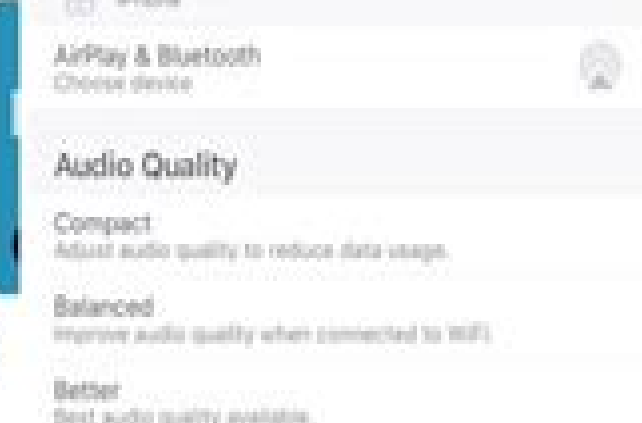 iPhone
AirPlay & Bluetooth
Choose device
Audio Quality
Compact
Adjust audio quality to reduce data usage.
Balanced
Improve audio quality when connected to WiFi.
Better
Best audio quality available.